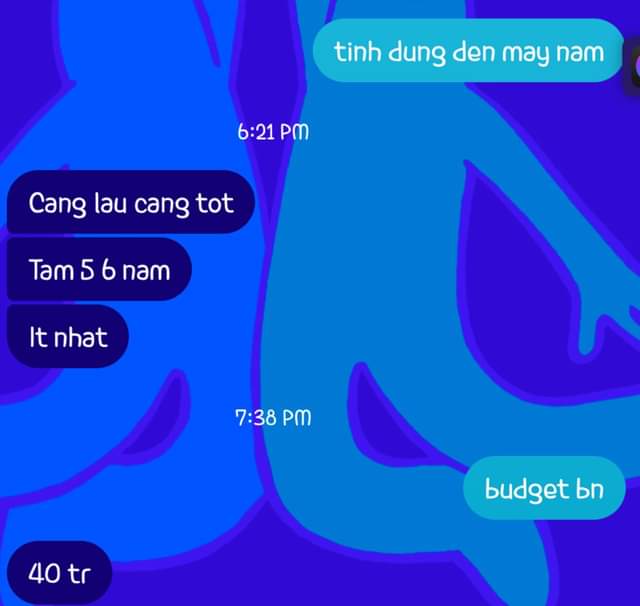 tinh dung den may nam
6:21 PM
Cang lau cang tot
Tam 5 6 nam
It nhat
7:38 PM
budget bn
40 tr